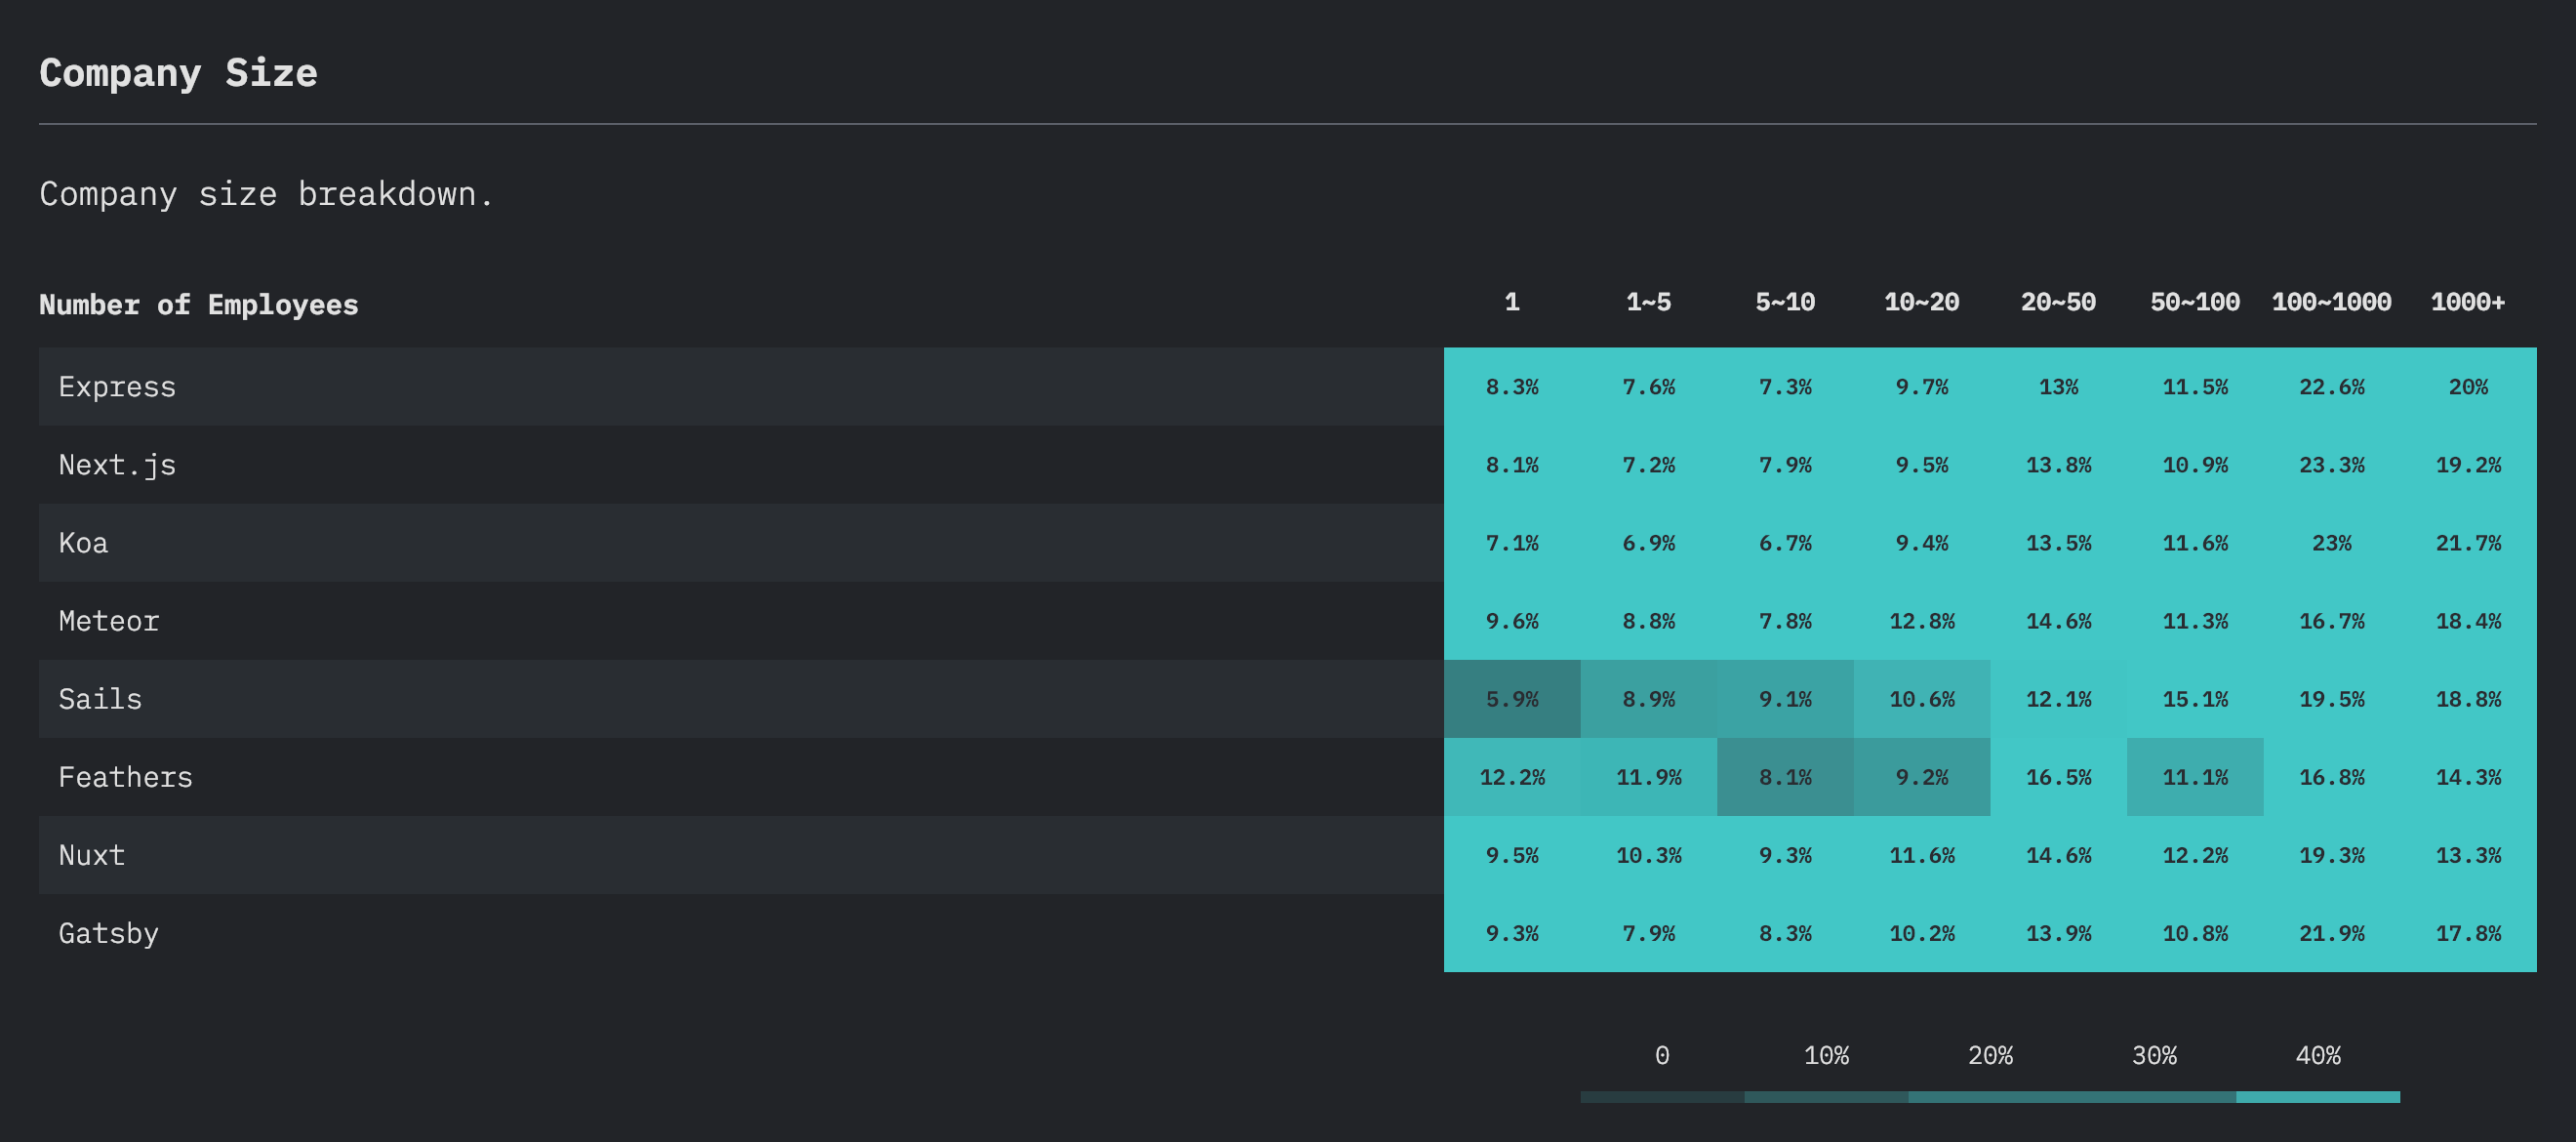 Company Size
Company size breakdown.
Number of Employees 1 1~5 5~10 10~20 20~50 50~100 100~1000 1000+
Express 8.3% 7.6% 7.3% 9.7% 13% 11.5% 22.6% 20%
Next.js 8.1% 7.2% 7.9% 9.5% 13.8% 10.9% 23.3% 19.2%
Koa 7.1% 6.9% 6.7% 9.4% 13.5% 11.6% 23% 21.7%
Meteor 9.6% 8.8% 7.8% 12.8% 14.6% 11.3% 16.7% 18.4%
Sails 5.9% 8.9% 9.1% 10.6% 12.1% 15.1% 19.5% 18.8%
Feathers 12.2% 11.9% 8.1% 9.2% 16.5% 11.1% 16.8% 14.3%
Nuxt 9.5% 10.3% 9.3% 11.6% 14.6% 12.2% 19.3% 13.3%
Gatsby 9.3% 7.9% 8.3% 10.2% 13.9% 10.8% 21.9% 17.8%
0 10% 20% 30% 40%